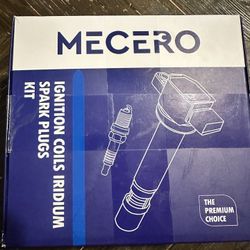 MECERO
IGNITION COILS IRIDIUM
SPARK PLUGS
KIT
THE
PREMIUM
CHOICE